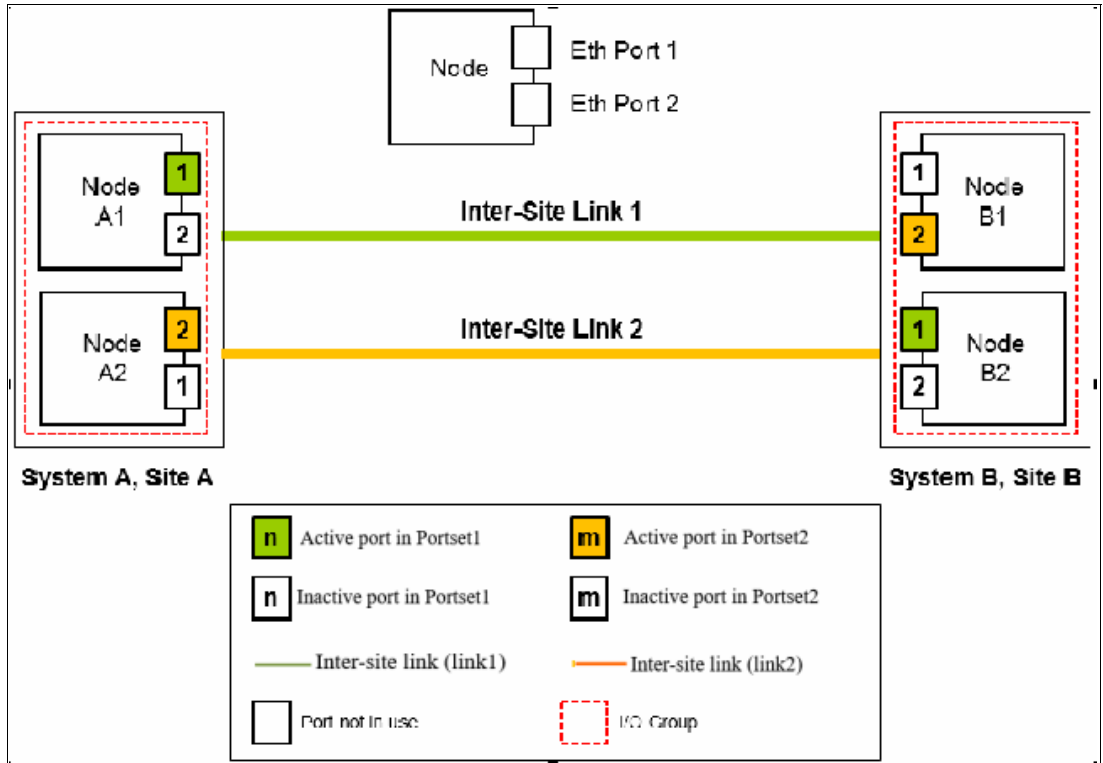 Node
Eth Port 1
Eth Port 2
Node
A1
1
2
Node
A2
2
1
Inter-Site Link 1
Inter-Site Link 2
1
2
Node
B1
1
2
Node
B2
System A, Site A
System B, Site B
n Active port in Portset1
m Active port in Portset2
n Inactive port in Portset1
m Inactive port in Portset2
Inter-site link (link1)
Inter-site link (link2)
Port not in use
I/O Group